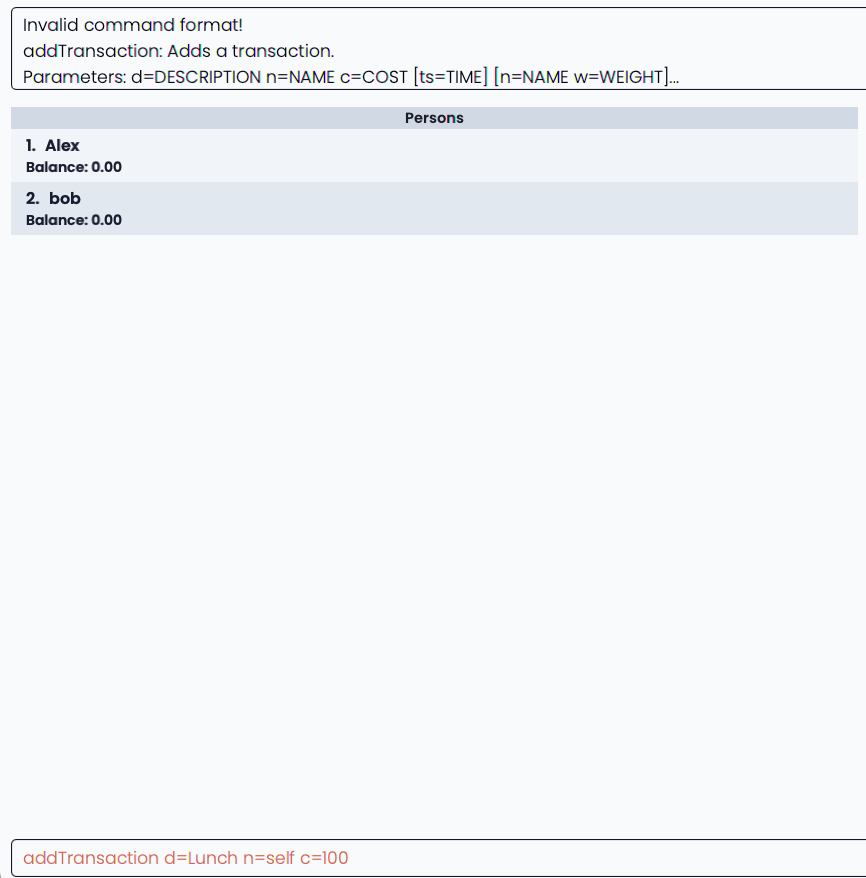 Invalid command format!
addTransaction: Adds a transaction.
Parameters: d=DESCRIPTION n=NAME c=COST [ts=TIME] [n=NAME w=WEIGHT]...
Persons
1. Alex
Balance: 0.00
2. bob
Balance: 0.00
addTransaction d=Lunch n=self c=100